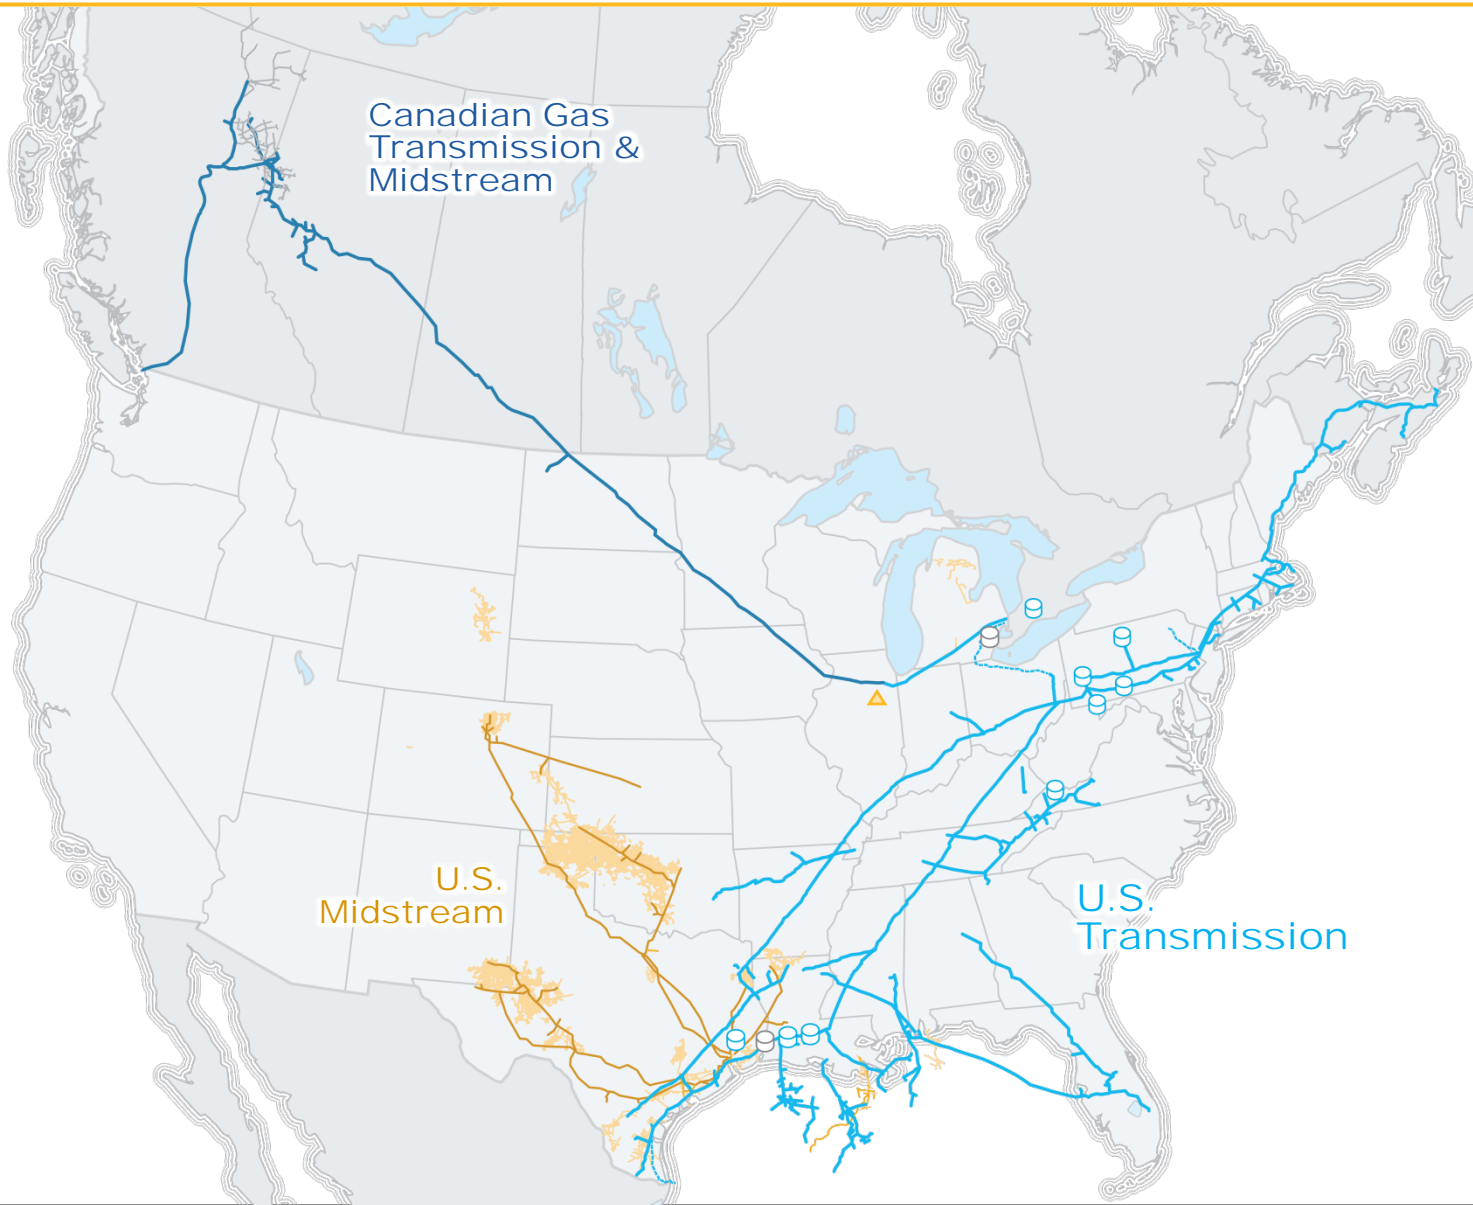 Canadian Gas
Transmission &
Midstream
U.S.
Midstream
U.S.
Transmission